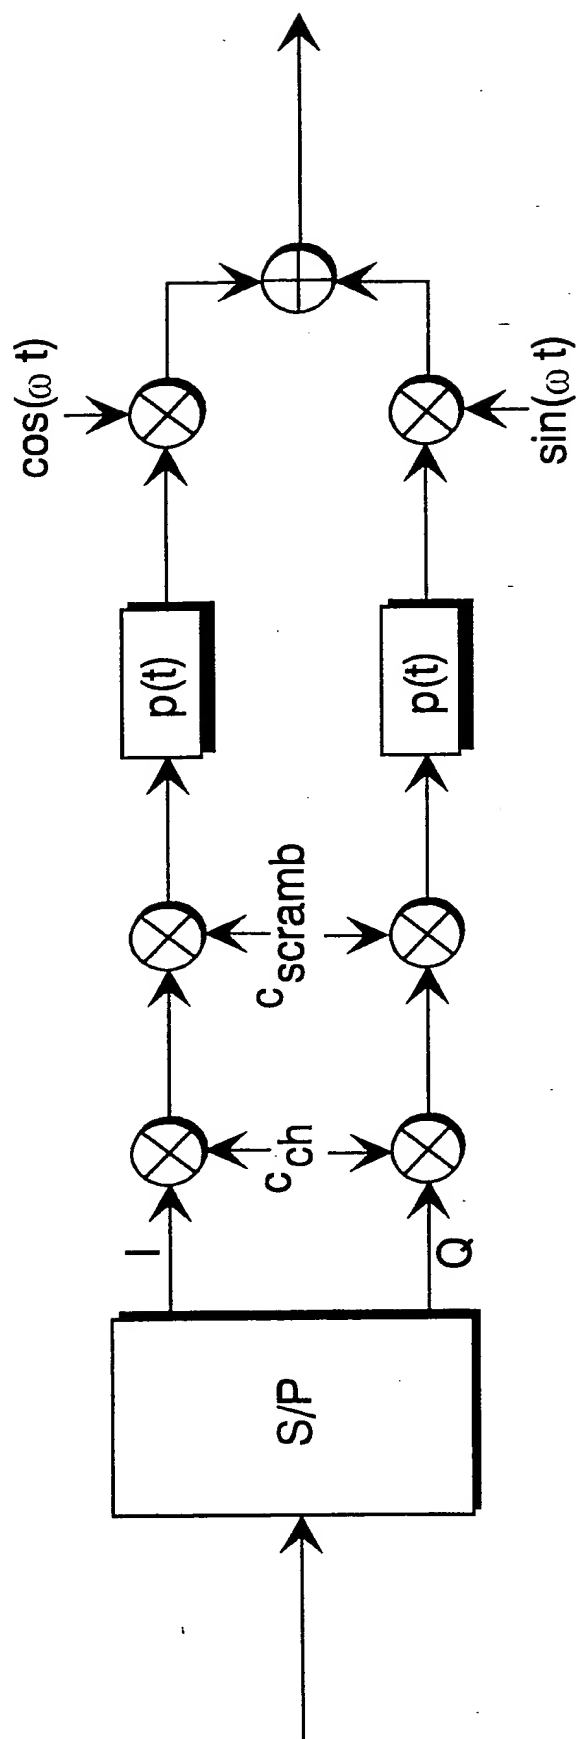 S/P
I
Q
c_ch
c_scramb
p(t)
p(t)
cos(ω t)
sin(ω t)